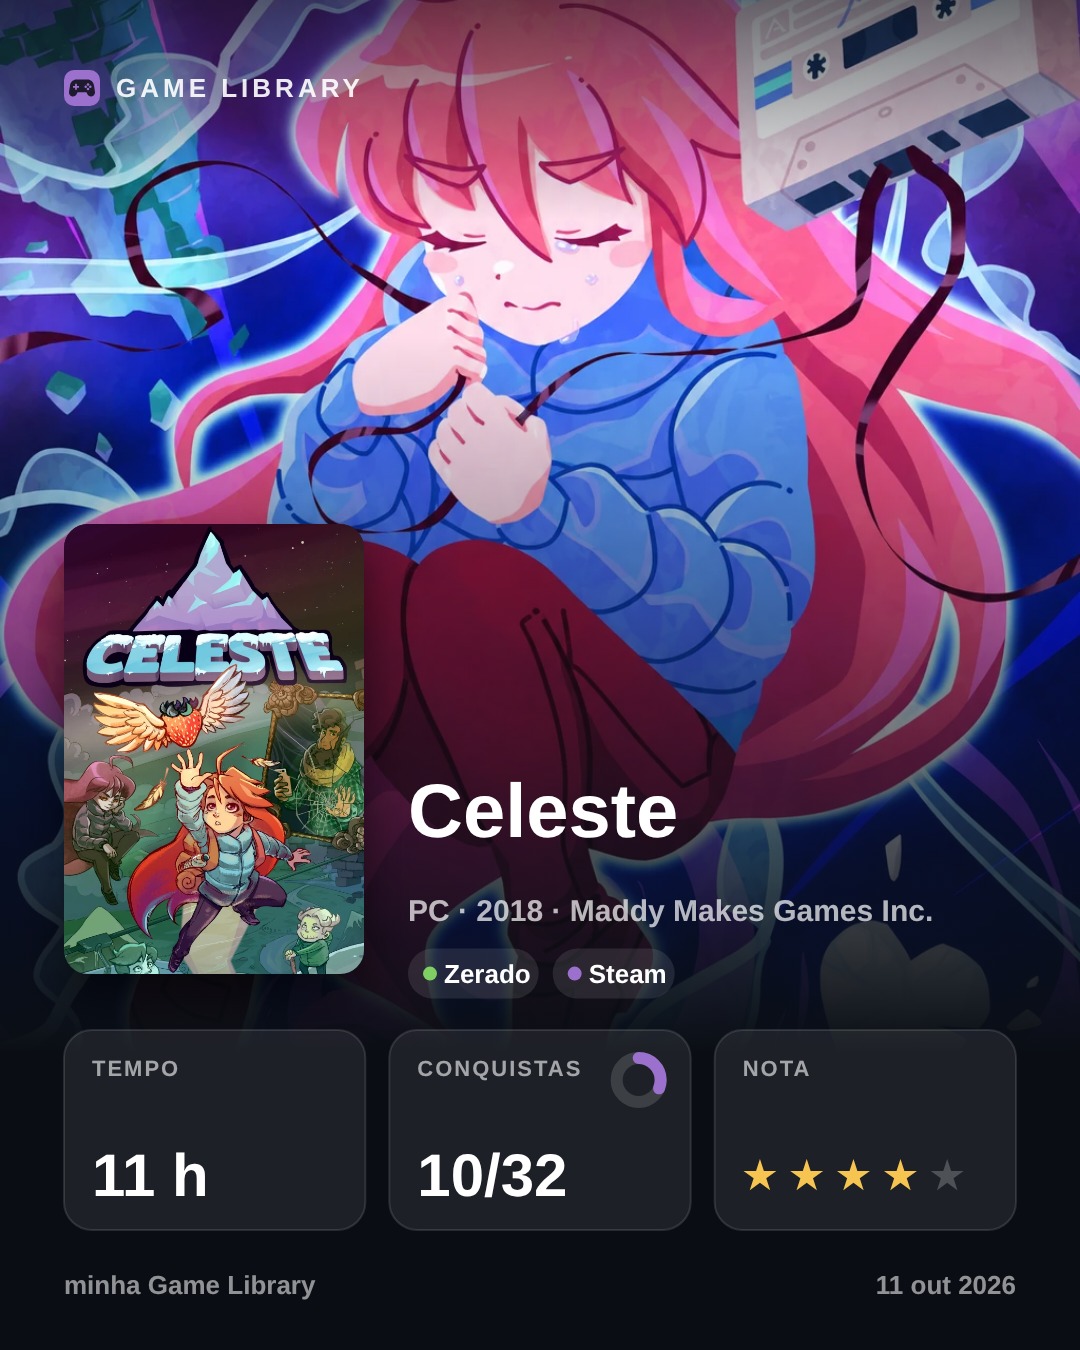 GAME LIBRARY
A
CELESTE
Celeste
PC · 2018 · Maddy Makes Games Inc.
Zerado
Steam
TEMPO
CONQUISTAS
NOTA
11 h
10/32
★★★★★
minha Game Library
11 out 2026